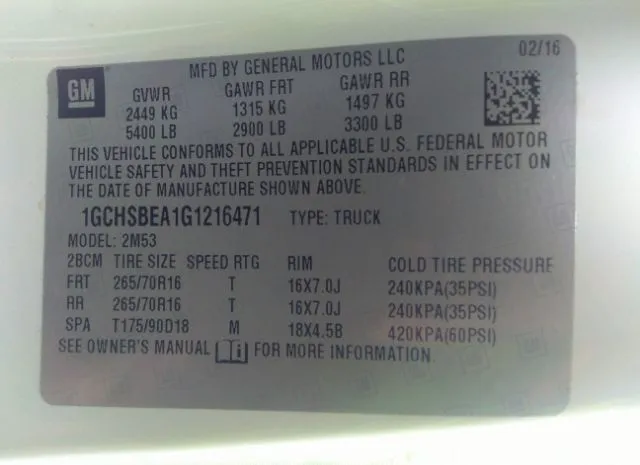 MFD BY GENERAL MOTORS LLC 02/16
GM
GVWR GAWR FRT GAWR RR
2449 KG 1315 KG 1497 KG
5400 LB 2900 LB 3300 LB
THIS VEHICLE CONFORMS TO ALL APPLICABLE U.S. FEDERAL MOTOR
VEHICLE SAFETY AND THEFT PREVENTION STANDARDS IN EFFECT ON
THE DATE OF MANUFACTURE SHOWN ABOVE.
1GCHSBEA1G1216471 TYPE: TRUCK
MODEL: 2M53
2BCM TIRE SIZE SPEED RTG RIM COLD TIRE PRESSURE
FRT 265/70R16 T 16X7.0J 240KPA(35PSI)
RR 265/70R16 T 16X7.0J 240KPA(35PSI)
SPA T175/90D18 M 18X4.5B 420KPA(60PSI)
SEE OWNER'S MANUAL FOR MORE INFORMATION.